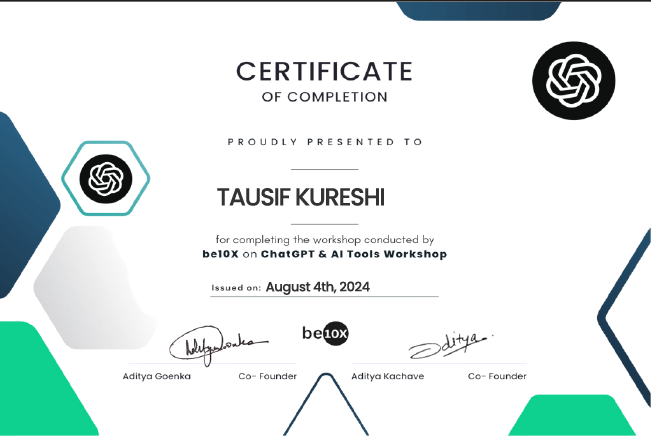 CERTIFICATE
OF COMPLETION
PROUDLY PRESENTED TO
TAUSIF KURESHI
for completing the workshop conducted by
be10X on ChatGPT & AI Tools Workshop
Issued on: August 4th, 2024
be10X
Aditya.
Aditya Goenka Co- Founder Aditya Kachave Co- Founder